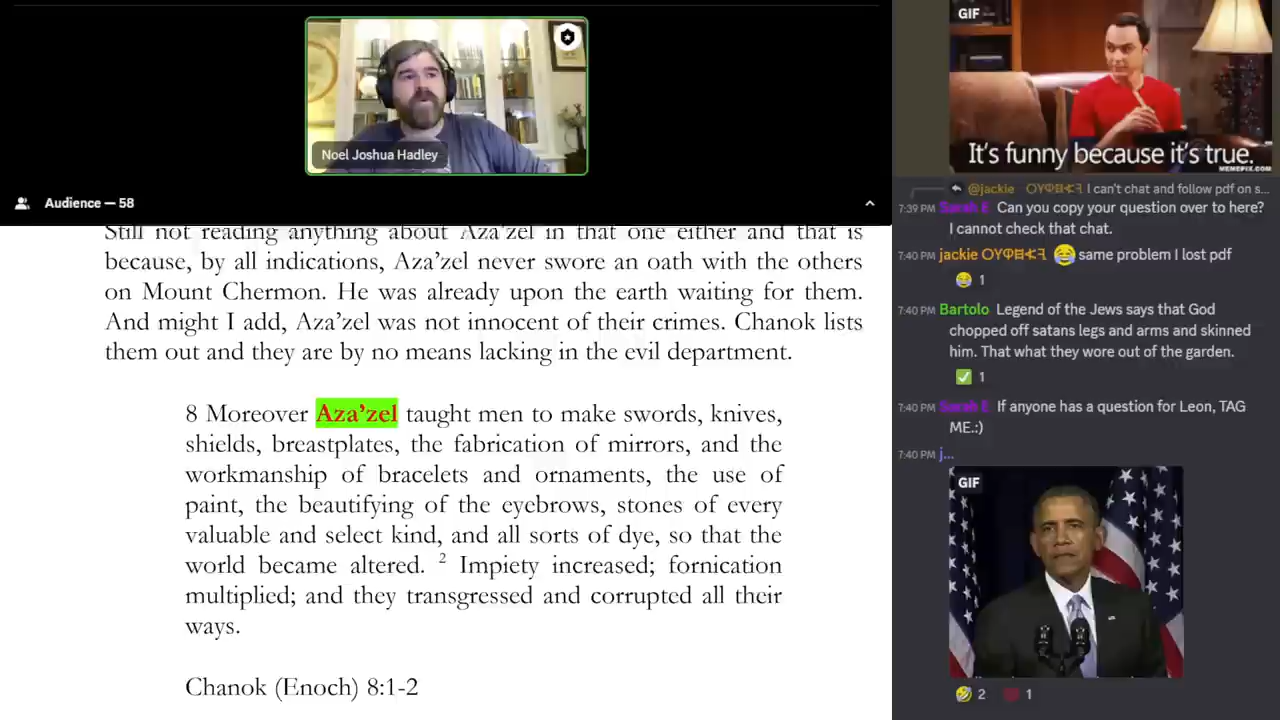 Noel Joshua Hadley
Audience — 58
Still not reading anything about Aza’zel in that one either and that is
because, by all indications, Aza’zel never swore an oath with the others
on Mount Chermon. He was already upon the earth waiting for them.
And might I add, Aza’zel was not innocent of their crimes. Chanok lists
them out and they are by no means lacking in the evil department.
8 Moreover Aza’zel taught men to make swords, knives,
shields, breastplates, the fabrication of mirrors, and the
workmanship of bracelets and ornaments, the use of
paint, the beautifying of the eyebrows, stones of every
valuable and select kind, and all sorts of dye, so that the
world became altered. ² Impiety increased; fornication
multiplied; and they transgressed and corrupted all their
ways.
Chanok (Enoch) 8:1-2
GIF
It's funny because it's true.
MEMEPIX.COM
@jackie I can't chat and follow pdf on s...
7:39 PM Sarah E Can you copy your question over to here?
I cannot check that chat.
7:40 PM jackie 😂 same problem I lost pdf
😂 1
7:40 PM Bartolo Legend of the Jews says that God
chopped off satans legs and arms and skinned
him. That what they wore out of the garden.
✅ 1
7:40 PM Sarah E If anyone has a question for Leon, TAG
ME.:)
7:40 PM j...
GIF
🤣 2 1